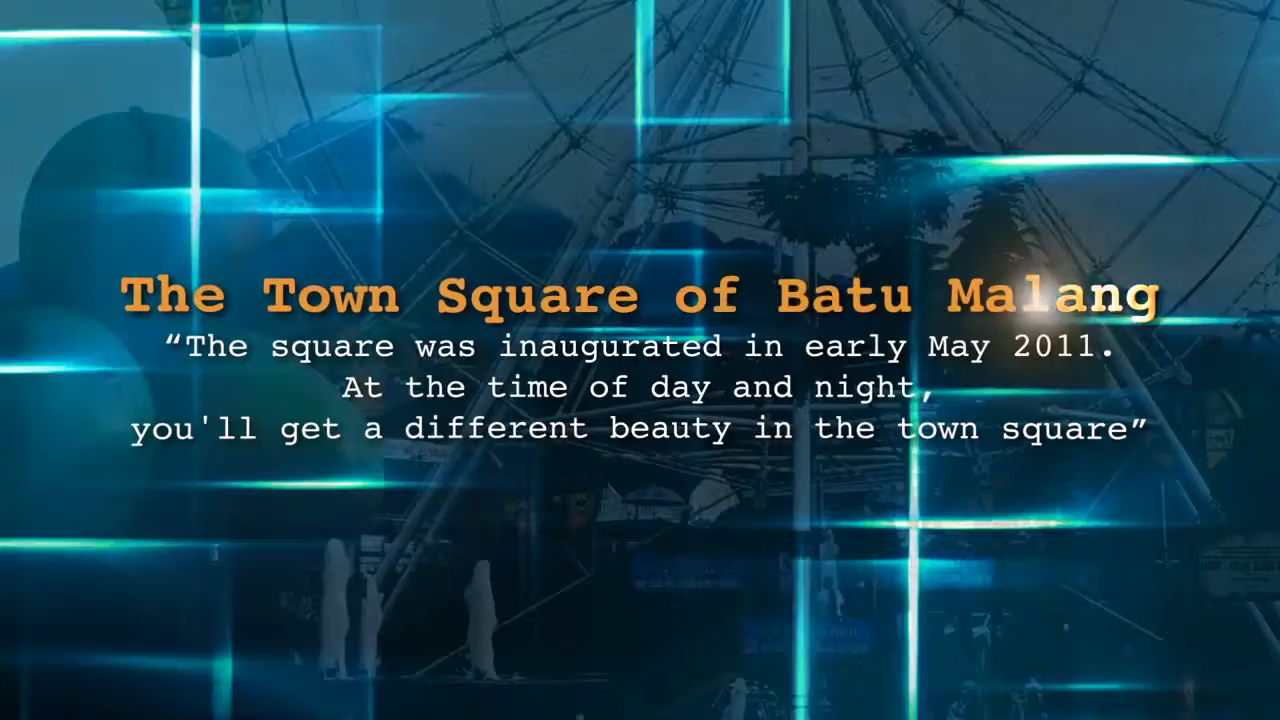 The Town Square of Batu Malang
“The square was inaugurated in early May 2011.
At the time of day and night,
you'll get a different beauty in the town square”